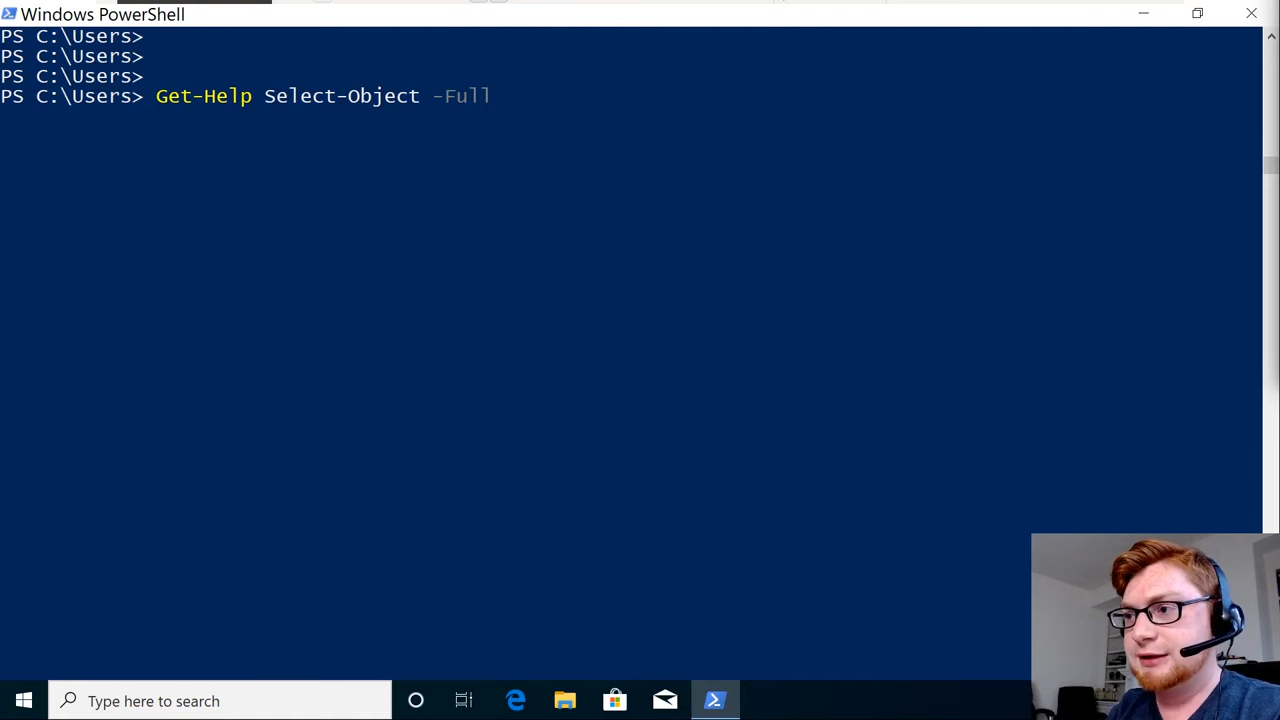 Windows PowerShell
PS C:\Users>
PS C:\Users>
PS C:\Users>
PS C:\Users> Get-Help Select-Object -Full
Type here to search